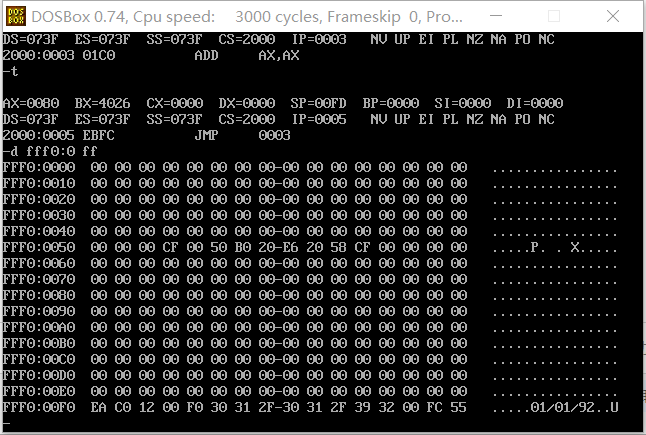 DOSBox 0.74, Cpu speed:    3000 cycles, Frameskip  0, Pro...
DS=073F  ES=073F  SS=073F  CS=2000  IP=0003   NV UP EI PL NZ NA PO NC
2000:0003 01C0          ADD     AX,AX
-t
AX=0080  BX=4026  CX=0000  DX=0000  SP=00FD  BP=0000  SI=0000  DI=0000
DS=073F  ES=073F  SS=073F  CS=2000  IP=0005   NV UP EI PL NZ NA PO NC
2000:0005 EBFC          JMP     0003
-d fff0:0 ff
FFF0:0000  00 00 00 00 00 00 00 00-00 00 00 00 00 00 00 00   ................
FFF0:0010  00 00 00 00 00 00 00 00-00 00 00 00 00 00 00 00   ................
FFF0:0020  00 00 00 00 00 00 00 00-00 00 00 00 00 00 00 00   ................
FFF0:0030  00 00 00 00 00 00 00 00-00 00 00 00 00 00 00 00   ................
FFF0:0040  00 00 00 00 00 00 00 00-00 00 00 00 00 00 00 00   ................
FFF0:0050  00 00 00 CF 00 50 B0 20-E6 20 58 CF 00 00 00 00   .....P. . X.....
FFF0:0060  00 00 00 00 00 00 00 00-00 00 00 00 00 00 00 00   ................
FFF0:0070  00 00 00 00 00 00 00 00-00 00 00 00 00 00 00 00   ................
FFF0:0080  00 00 00 00 00 00 00 00-00 00 00 00 00 00 00 00   ................
FFF0:0090  00 00 00 00 00 00 00 00-00 00 00 00 00 00 00 00   ................
FFF0:00A0  00 00 00 00 00 00 00 00-00 00 00 00 00 00 00 00   ................
FFF0:00B0  00 00 00 00 00 00 00 00-00 00 00 00 00 00 00 00   ................
FFF0:00C0  00 00 00 00 00 00 00 00-00 00 00 00 00 00 00 00   ................
FFF0:00D0  00 00 00 00 00 00 00 00-00 00 00 00 00 00 00 00   ................
FFF0:00E0  00 00 00 00 00 00 00 00-00 00 00 00 00 00 00 00   ................
FFF0:00F0  EA C0 12 00 F0 30 31 2F-30 31 2F 39 32 00 FC 55   .....01/01/92..U
-